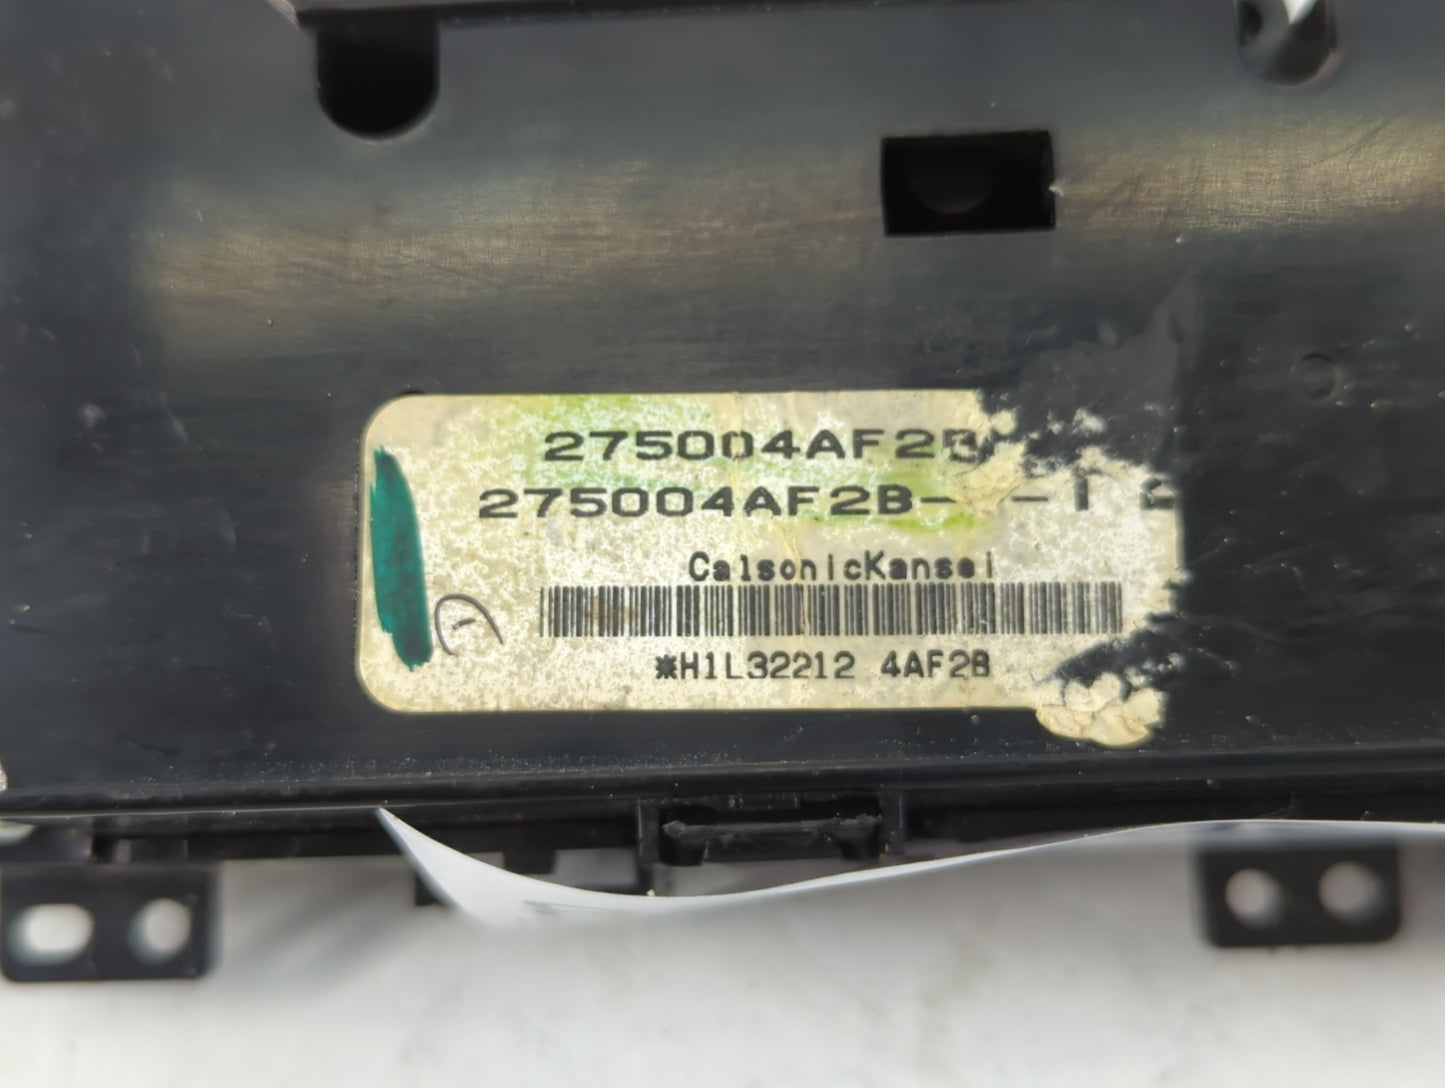 275004AF2B
275004AF2B-
CalsonicKansei
*H1L32212 4AF2B